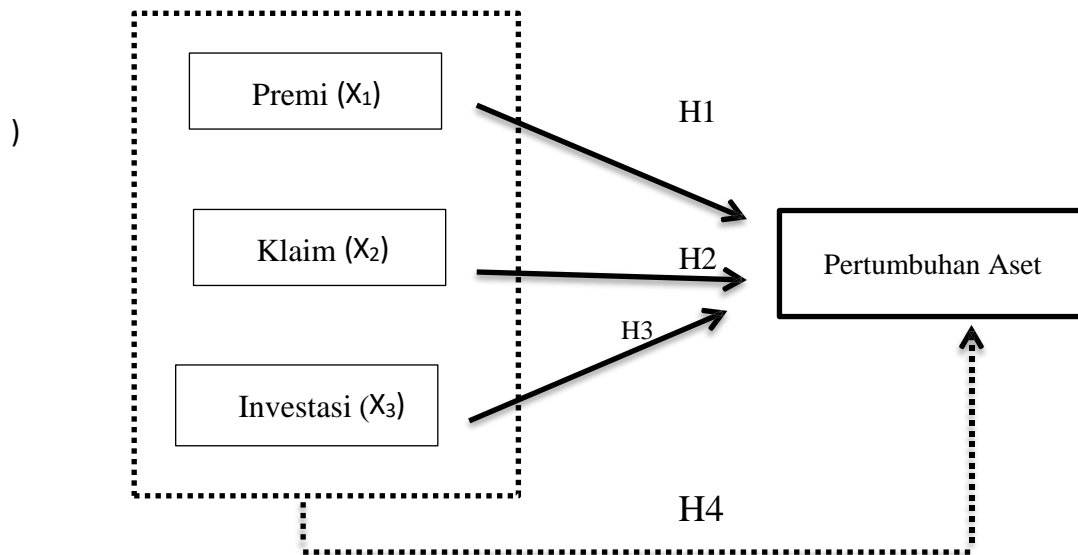 Premi (X₁)
H1
)
Klaim (X₂)
H2
Pertumbuhan Aset
H3
Investasi (X₃)
H4